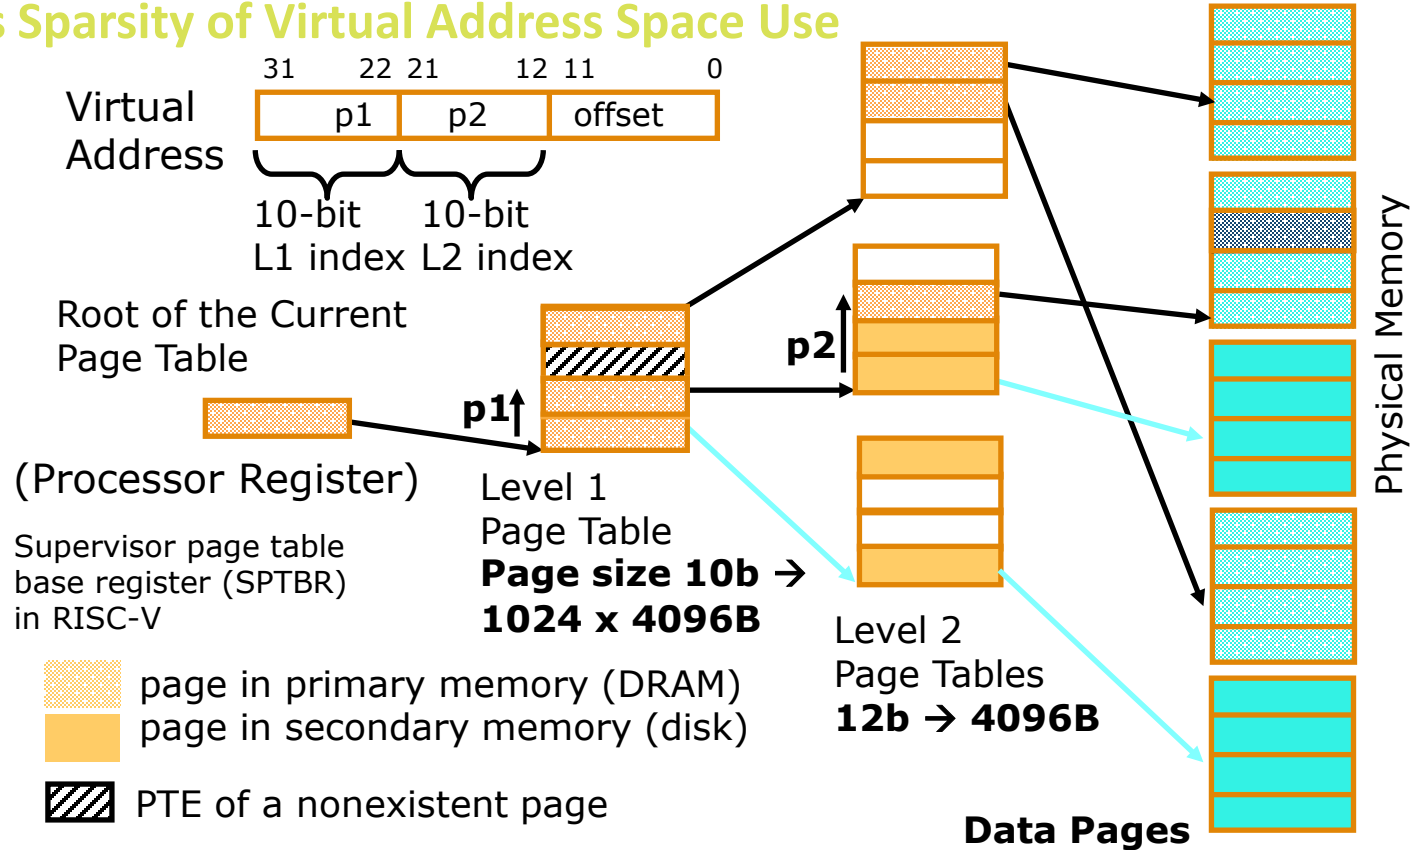 s Sparsity of Virtual Address Space Use
31 22 21 12 11 0
Virtual
Address
p1 p2 offset
10-bit
L1 index
10-bit
L2 index
Root of the Current
Page Table
p1
p2
(Processor Register)
Supervisor page table
base register (SPTBR)
in RISC-V
Level 1
Page Table
Page size 10b →
1024 x 4096B
Level 2
Page Tables
12b → 4096B
Physical Memory
page in primary memory (DRAM)
page in secondary memory (disk)
PTE of a nonexistent page
Data Pages